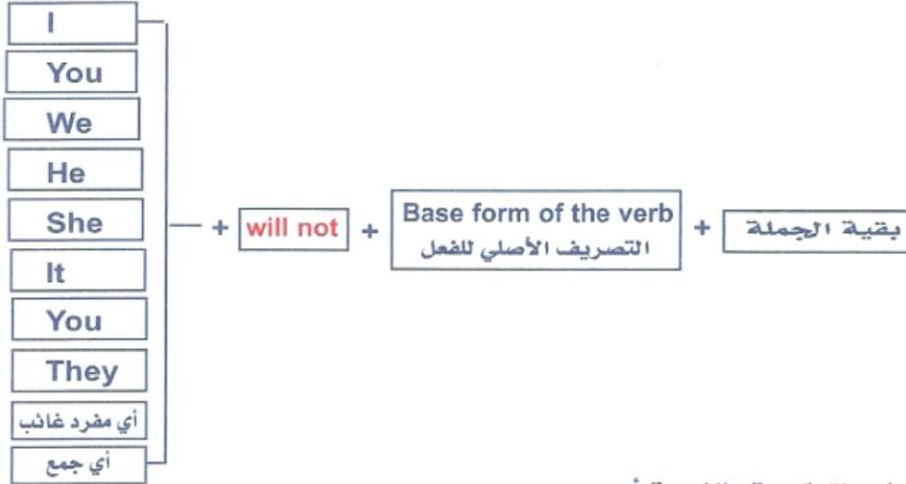 I
You
We
He
She
It
You
They
أي مفرد غائب
أي جمع
+ will not + Base form of the verb + بقية الجملة
التصريف الأصلي للفعل